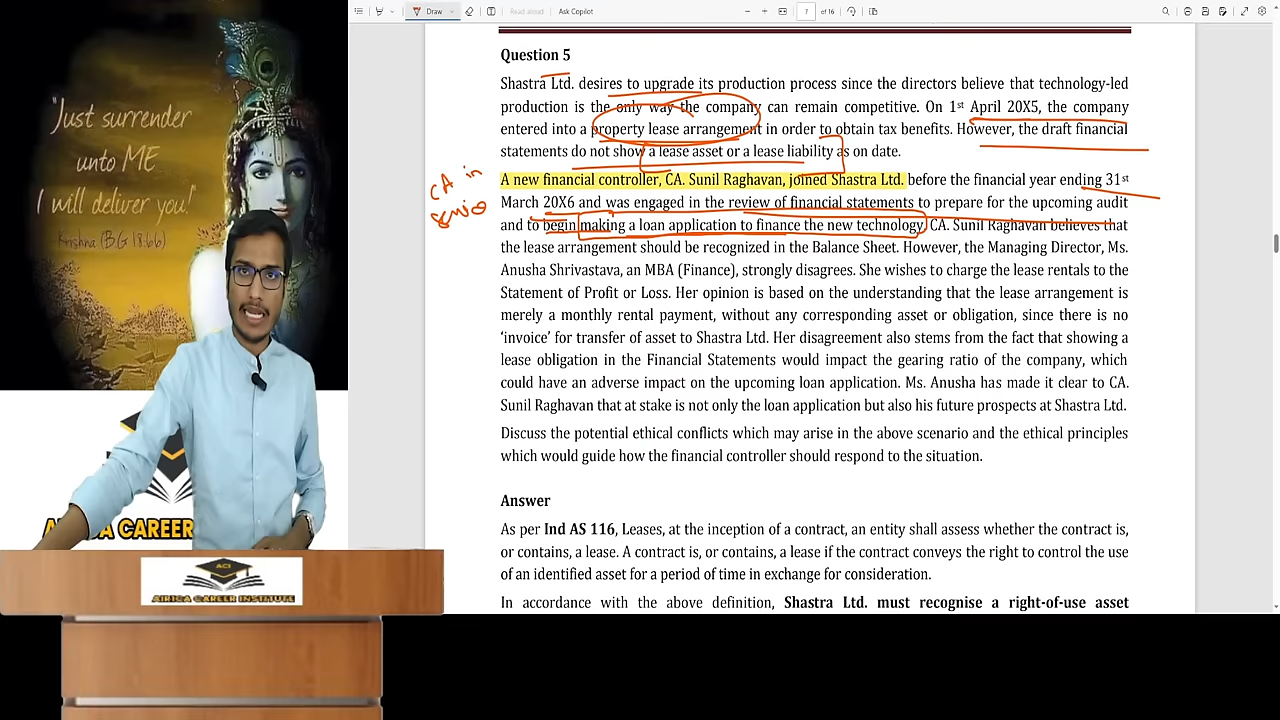 "Just surrender
unto ME
I will deliver you!"
- Krishna (BG 18:66)
CAREER
ACI
AIRICA CAREER INSTITUTE
Draw
Read aloud
Ask Copilot
7
of 16
Question 5
Shastra Ltd. desires to upgrade its production process since the directors believe that technology-led
production is the only way the company can remain competitive. On 1st April 20X5, the company
entered into a property lease arrangement in order to obtain tax benefits. However, the draft financial
statements do not show a lease asset or a lease liability as on date.
CA in
service
A new financial controller, CA. Sunil Raghavan, joined Shastra Ltd. before the financial year ending 31st
March 20X6 and was engaged in the review of financial statements to prepare for the upcoming audit
and to begin making a loan application to finance the new technology. CA. Sunil Raghavan believes that
the lease arrangement should be recognized in the Balance Sheet. However, the Managing Director, Ms.
Anusha Shrivastava, an MBA (Finance), strongly disagrees. She wishes to charge the lease rentals to the
Statement of Profit or Loss. Her opinion is based on the understanding that the lease arrangement is
merely a monthly rental payment, without any corresponding asset or obligation, since there is no
‘invoice’ for transfer of asset to Shastra Ltd. Her disagreement also stems from the fact that showing a
lease obligation in the Financial Statements would impact the gearing ratio of the company, which
could have an adverse impact on the upcoming loan application. Ms. Anusha has made it clear to CA.
Sunil Raghavan that at stake is not only the loan application but also his future prospects at Shastra Ltd.
Discuss the potential ethical conflicts which may arise in the above scenario and the ethical principles
which would guide how the financial controller should respond to the situation.
Answer
As per Ind AS 116, Leases, at the inception of a contract, an entity shall assess whether the contract is,
or contains, a lease. A contract is, or contains, a lease if the contract conveys the right to control the use
of an identified asset for a period of time in exchange for consideration.
In accordance with the above definition, Shastra Ltd. must recognise a right-of-use asset